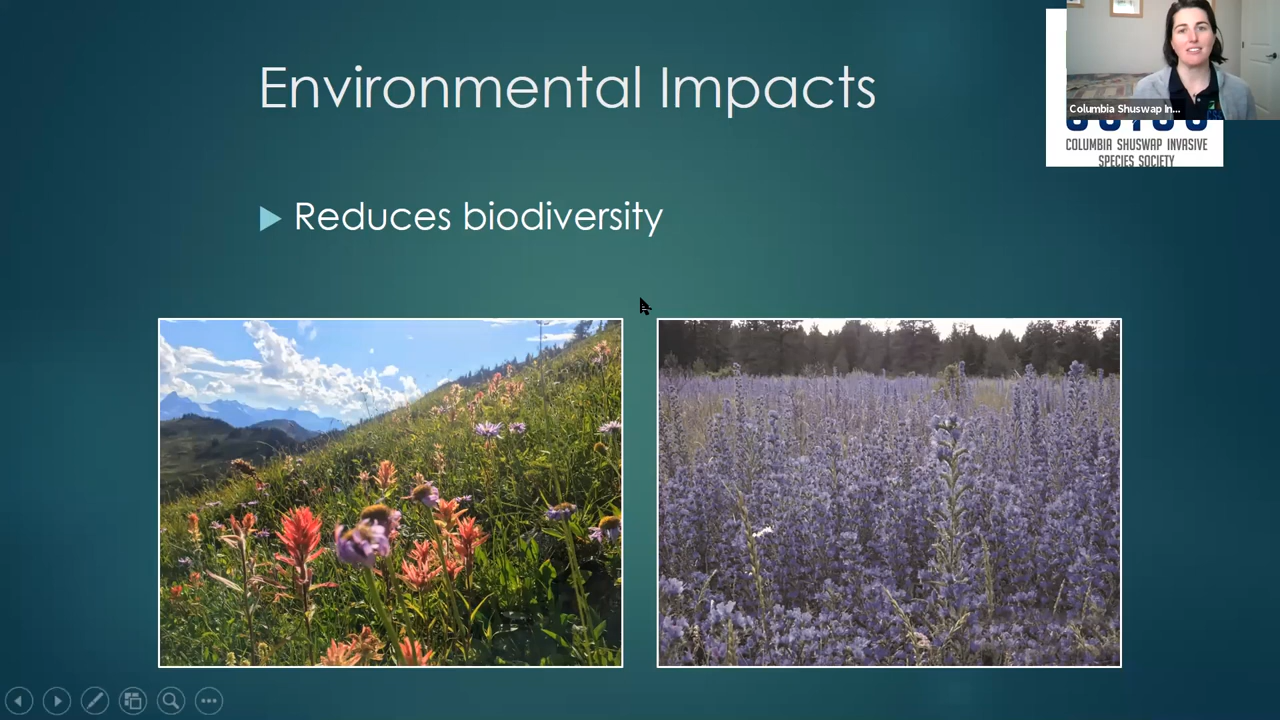 Environmental Impacts
Columbia Shuswap In...
COLUMBIA SHUSWAP INVASIVE
SPECIES SOCIETY
Reduces biodiversity